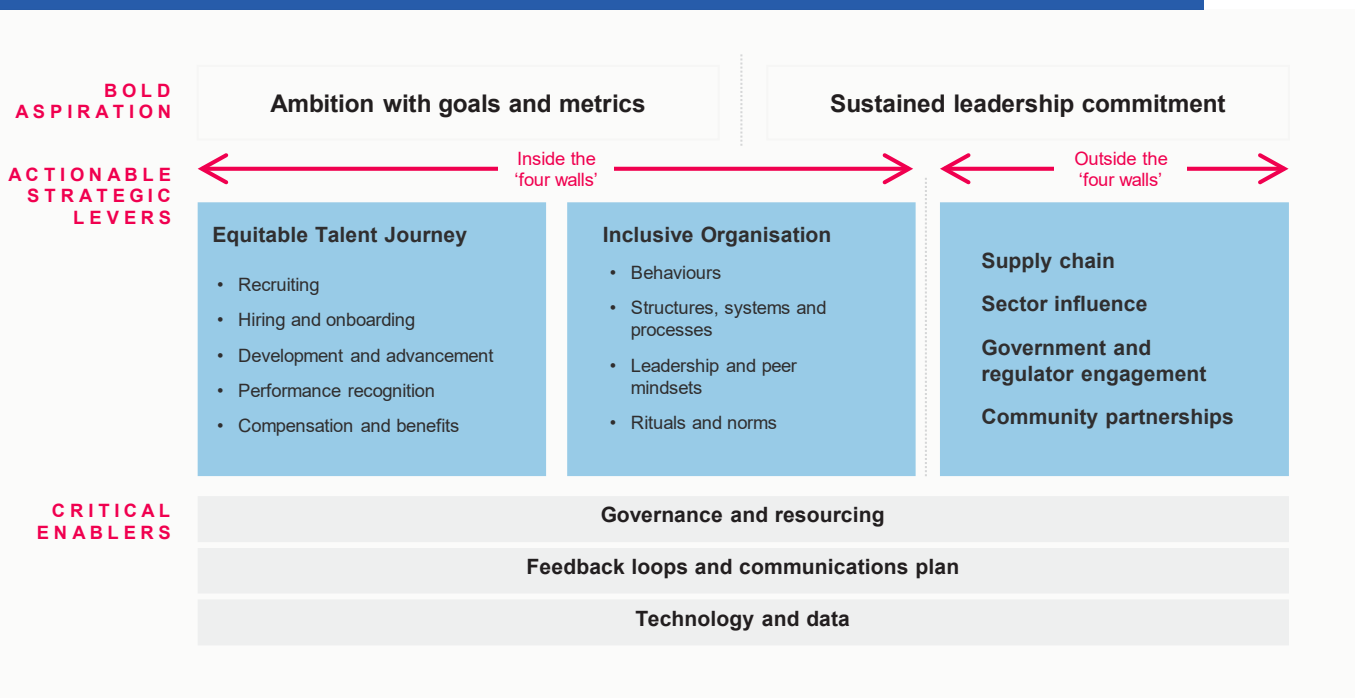 BOLD
ASPIRATION
Ambition with goals and metrics
Sustained leadership commitment
ACTIONABLE
STRATEGIC
LEVERS
Inside the
‘four walls’
Outside the
‘four walls’
Equitable Talent Journey
• Recruiting
• Hiring and onboarding
• Development and advancement
• Performance recognition
• Compensation and benefits
Inclusive Organisation
• Behaviours
• Structures, systems and
processes
• Leadership and peer
mindsets
• Rituals and norms
Supply chain
Sector influence
Government and
regulator engagement
Community partnerships
CRITICAL
ENABLERS
Governance and resourcing
Feedback loops and communications plan
Technology and data